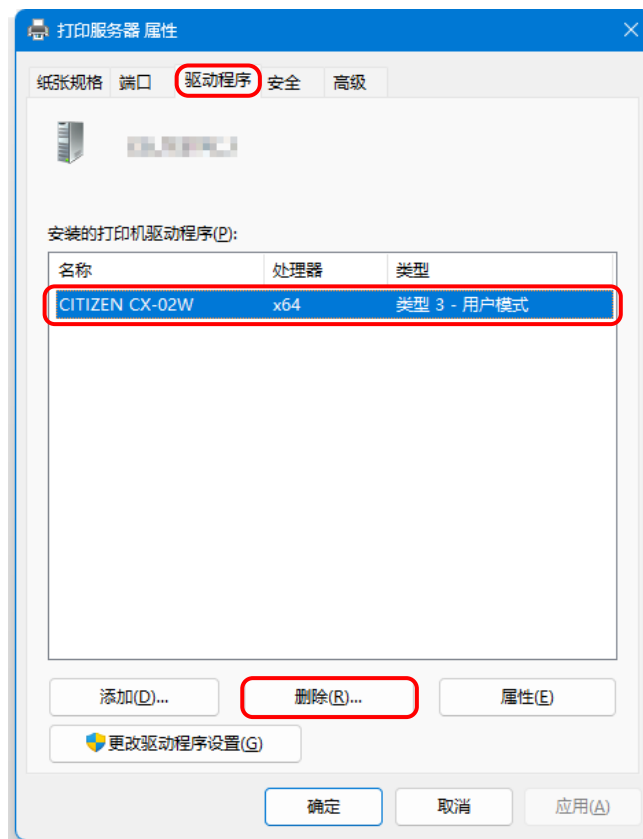 打印服务器 属性
纸张规格 端口 驱动程序 安全 高级
安装的打印机驱动程序(P):
名称 处理器 类型
CITIZEN CX-02W x64 类型 3 - 用户模式
添加(D)... 删除(R)... 属性(E)
更改驱动程序设置(G)
确定 取消 应用(A)